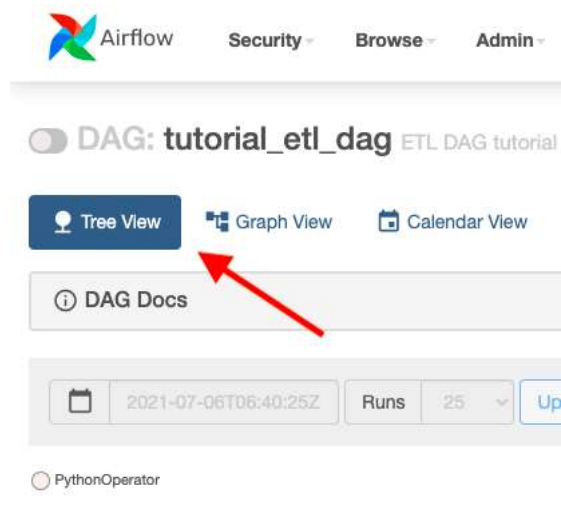 Airflow Security Browse Admin
DAG: tutorial_etl_dag ETL DAG tutorial
Tree View Graph View Calendar View
DAG Docs
2021-07-06T06:40:25Z Runs 25 Up
PythonOperator